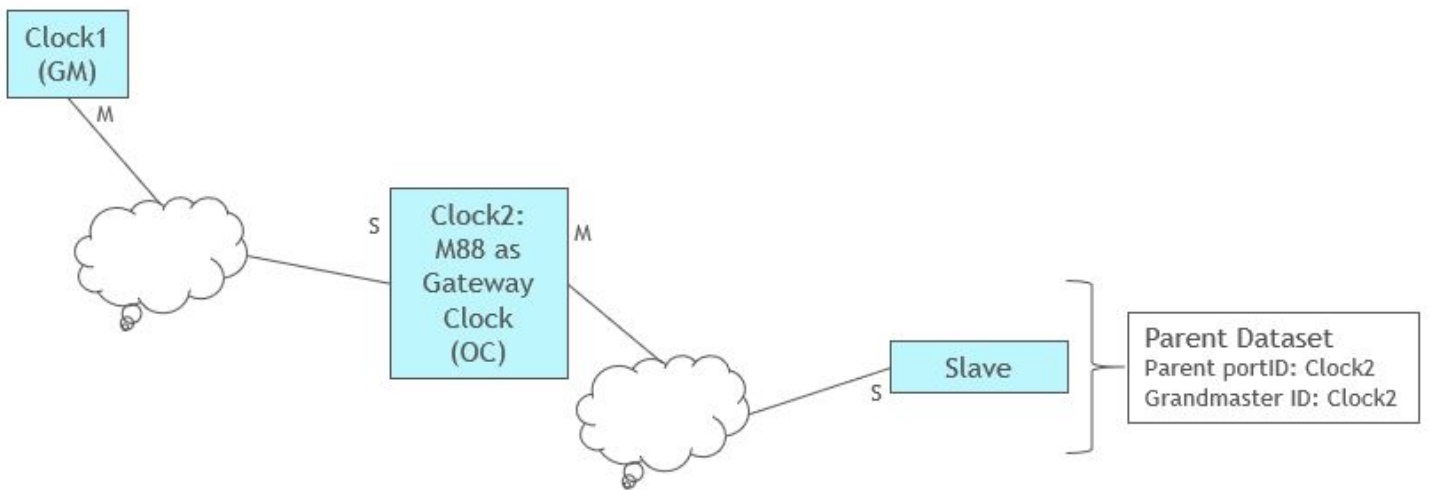 Clock1
(GM)
M
S
Clock2:
M88 as
Gateway
Clock
(OC)
M
S
Slave
Parent Dataset
Parent portID: Clock2
Grandmaster ID: Clock2